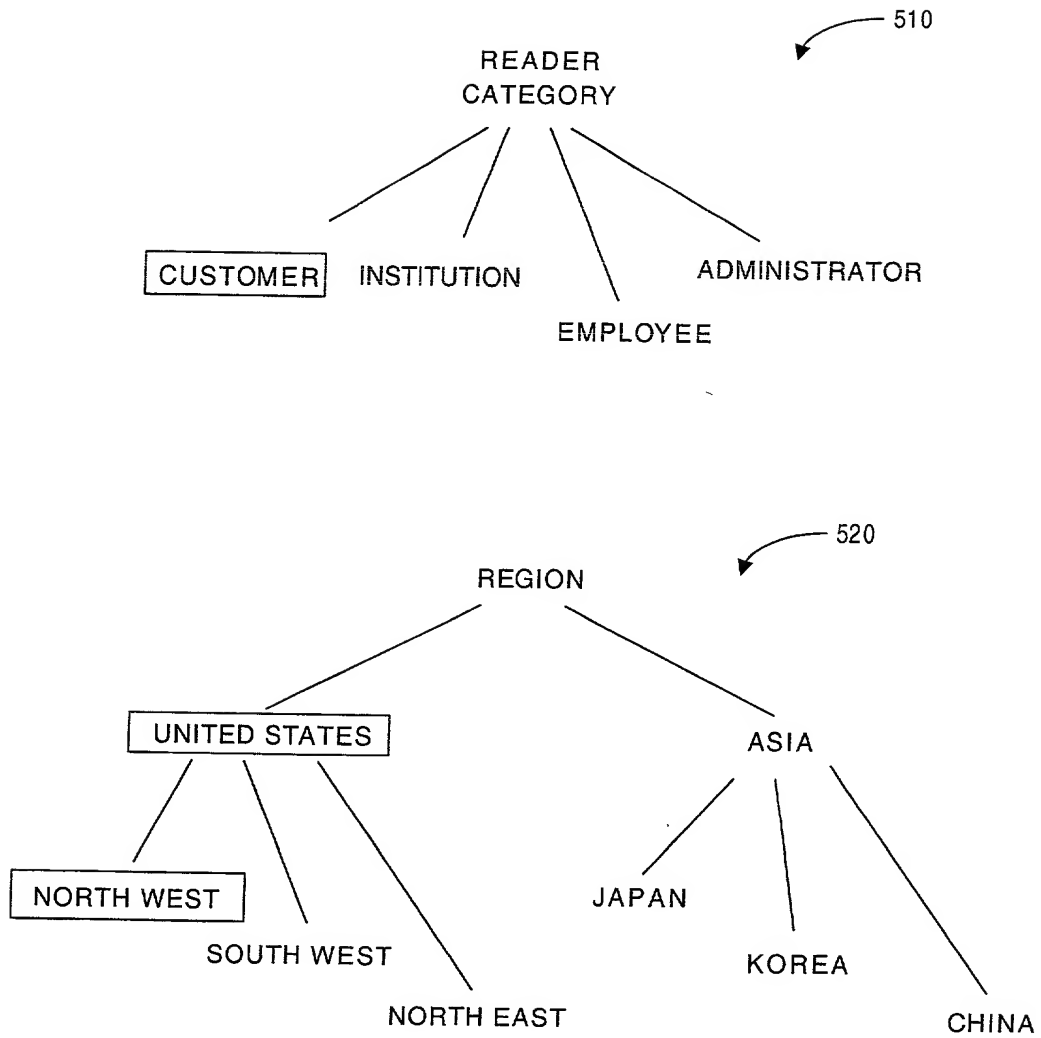 510
READER
CATEGORY
CUSTOMER
INSTITUTION
ADMINISTRATOR
EMPLOYEE
520
REGION
UNITED STATES
ASIA
NORTH WEST
JAPAN
SOUTH WEST
KOREA
NORTH EAST
CHINA